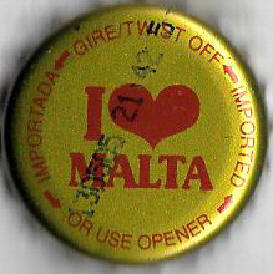 GIRE/TWIST OFF
IMPORTED
OR USE OPENER
IMPORTADA
I ❤
MALTA